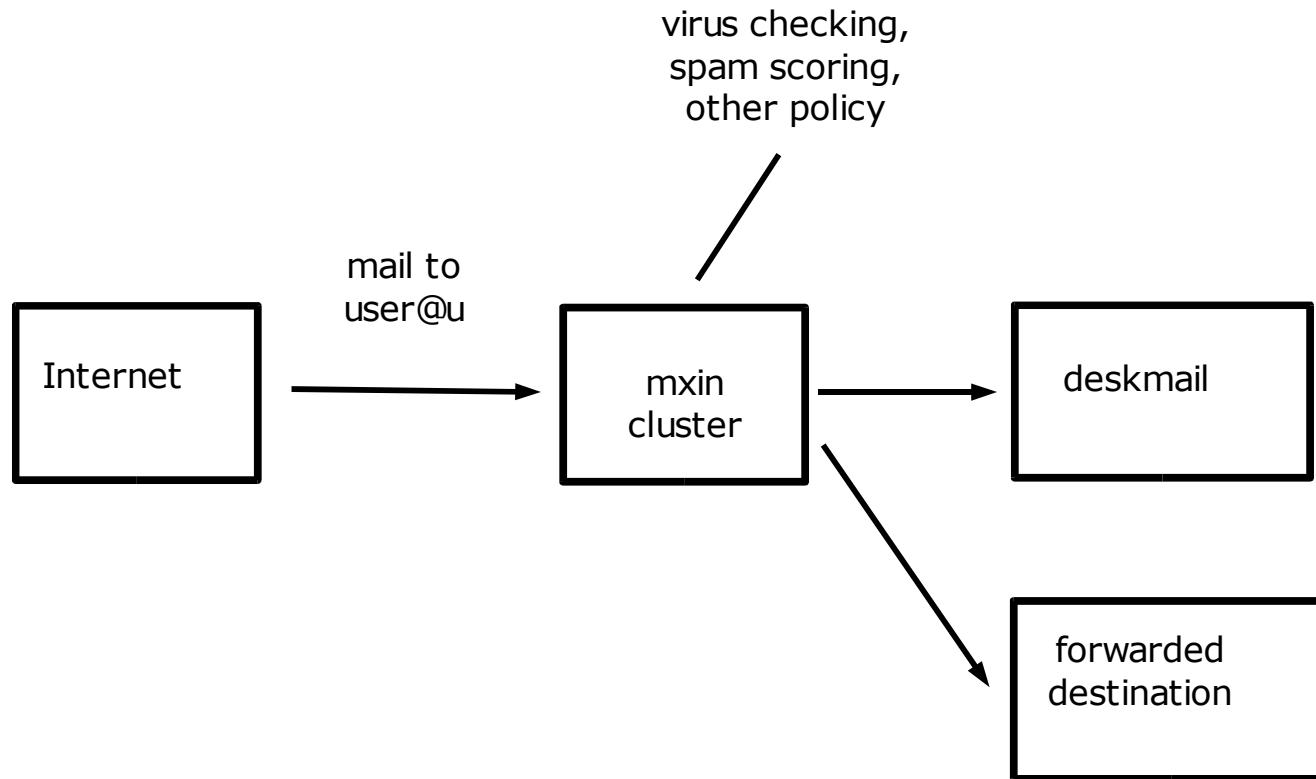 virus checking,
spam scoring,
other policy
mail to
user@u
Internet
mxin
cluster
deskmail
forwarded
destination